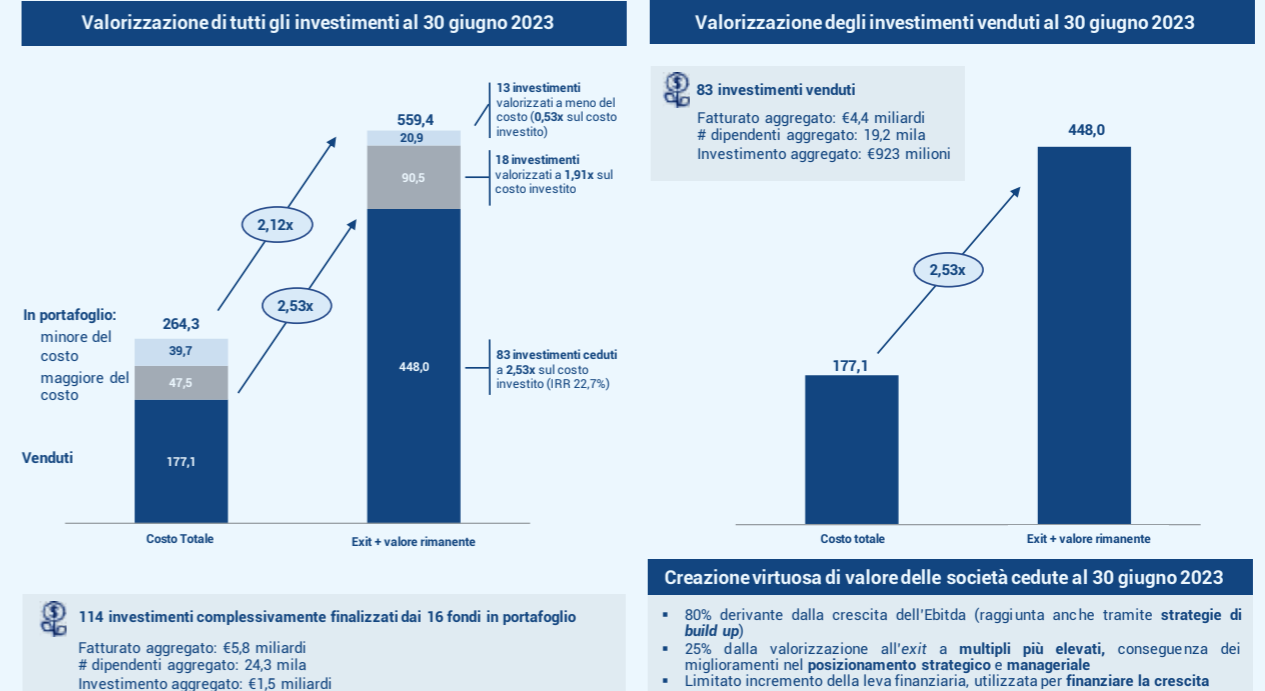 Valorizzazione di tutti gli investimenti al 30 giugno 2023
559,4
20,9
90,5
448,0
13 investimenti
valorizzati a meno del
costo (0,53x sul costo
investito)
18 investimenti
valorizzati a 1,91x sul
costo investito
83 investimenti ceduti
a 2,53x sul costo
investito (IRR 22,7%)
2,12x
2,53x
In portafoglio:
minore del
costo
maggiore del
costo
Venduti
264,3
39,7
47,5
177,1
Costo Totale
Exit + valore rimanente
114 investimenti complessivamente finalizzati dai 16 fondi in portafoglio
Fatturato aggregato: €5,8 miliardi
# dipendenti aggregato: 24,3 mila
Investimento aggregato: €1,5 miliardi
Valorizzazione degli investimenti venduti al 30 giugno 2023
83 investimenti venduti
Fatturato aggregato: €4,4 miliardi
# dipendenti aggregato: 19,2 mila
Investimento aggregato: €923 milioni
448,0
2,53x
177,1
Costo totale
Exit + valore rimanente
Creazione virtuosa di valore delle società cedute al 30 giugno 2023
▪ 80% derivante dalla crescita dell'Ebitda (raggiunta anche tramite strategie di
build up)
▪ 25% dalla valorizzazione all'exit a multipli più elevati, conseguenza dei
miglioramenti nel posizionamento strategico e manageriale
▪ Limitato incremento della leva finanziaria, utilizzata per finanziare la crescita